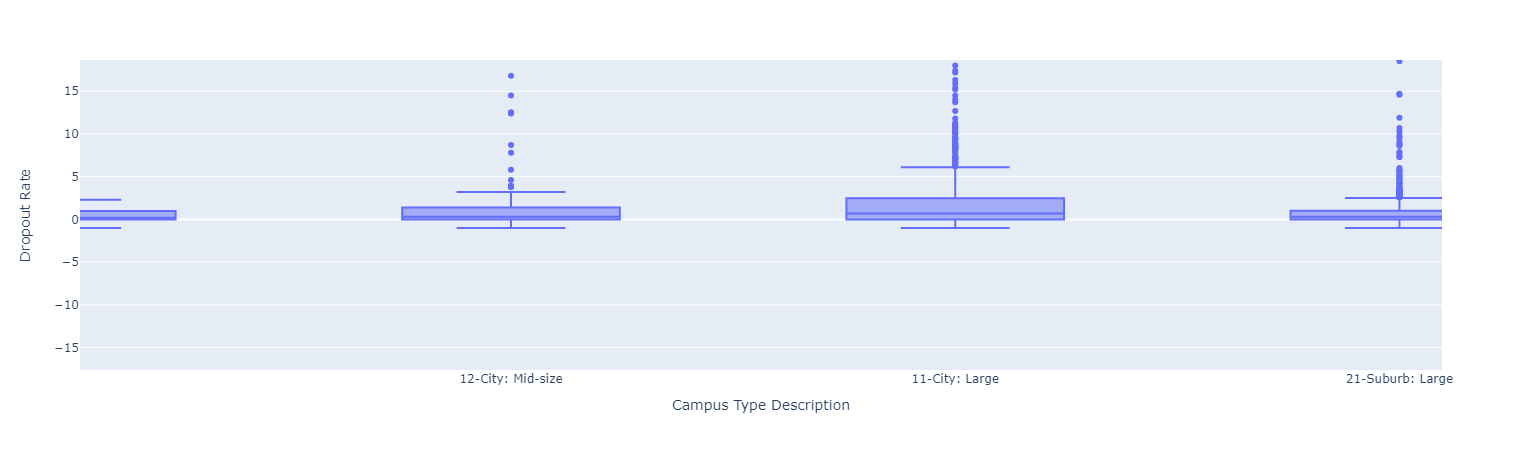 15
10
5
0
−5
−10
−15
Dropout Rate
12-City: Mid-size
11-City: Large
21-Suburb: Large
Campus Type Description